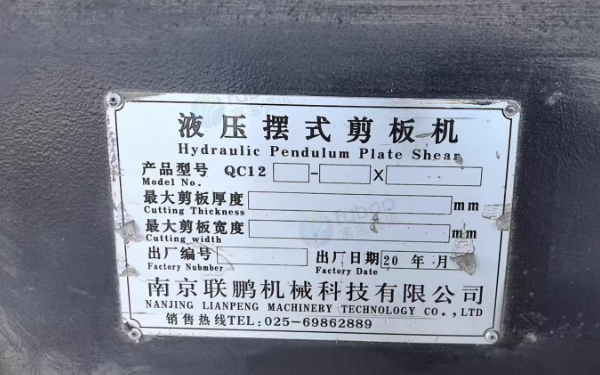 液压摆式剪板机
Hydraulic Pendulum Plate Shear
产品型号 QC12 - X
Model No.
最大剪板厚度 mm
Cutting Thickness
最大剪板宽度 mm
Cutting width
出厂编号 出厂日期 20 年 月
Factory Nubmber Factory Date
南京联鹏机械科技有限公司
NANJING LIANPENG MACHINERY TECHNOLOGY CO.,LTD
销售热线TEL:025-69862889